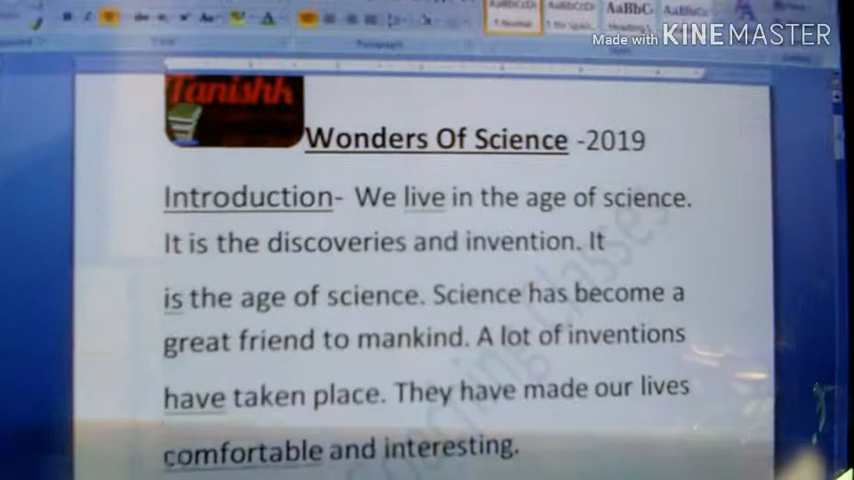 Made with KINEMASTER
Tanishk
Wonders Of Science -2019
Introduction- We live in the age of science.
It is the discoveries and invention. It
is the age of science. Science has become a
great friend to mankind. A lot of inventions
have taken place. They have made our lives
comfortable and interesting.
Coaching Classes